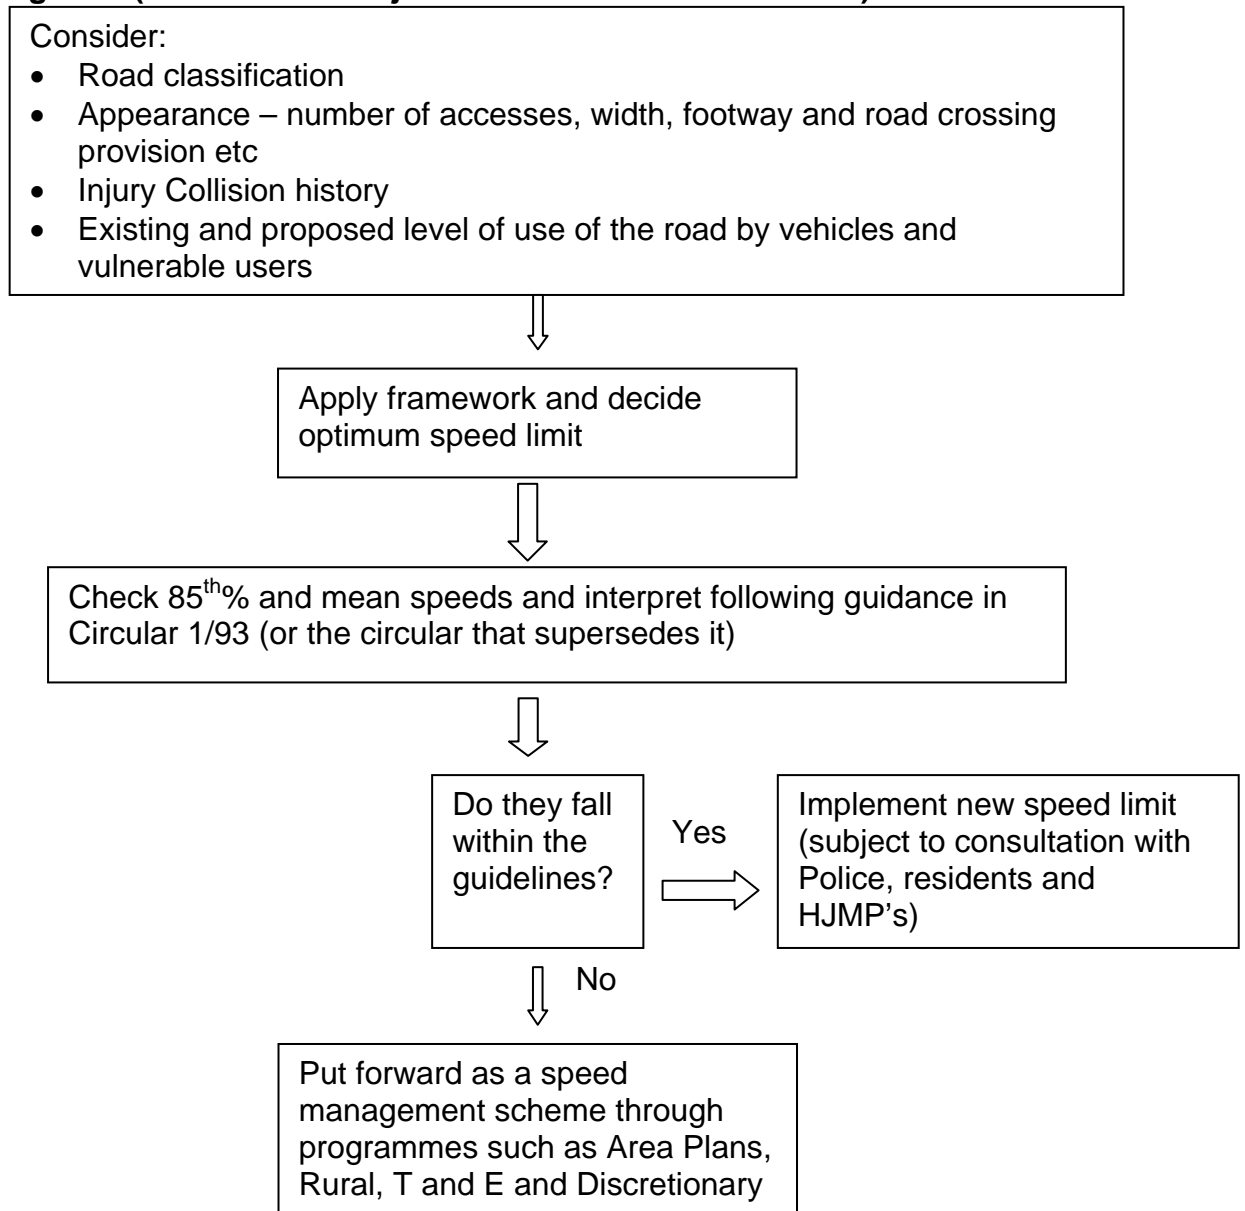 Consider:
• Road classification
• Appearance – number of accesses, width, footway and road crossing
provision etc
• Injury Collision history
• Existing and proposed level of use of the road by vehicles and
vulnerable users
Apply framework and decide
optimum speed limit
Check 85th% and mean speeds and interpret following guidance in
Circular 1/93 (or the circular that supersedes it)
Do they fall
within the
guidelines?
Yes
Implement new speed limit
(subject to consultation with
Police, residents and
HJMP’s)
No
Put forward as a speed
management scheme through
programmes such as Area Plans,
Rural, T and E and Discretionary